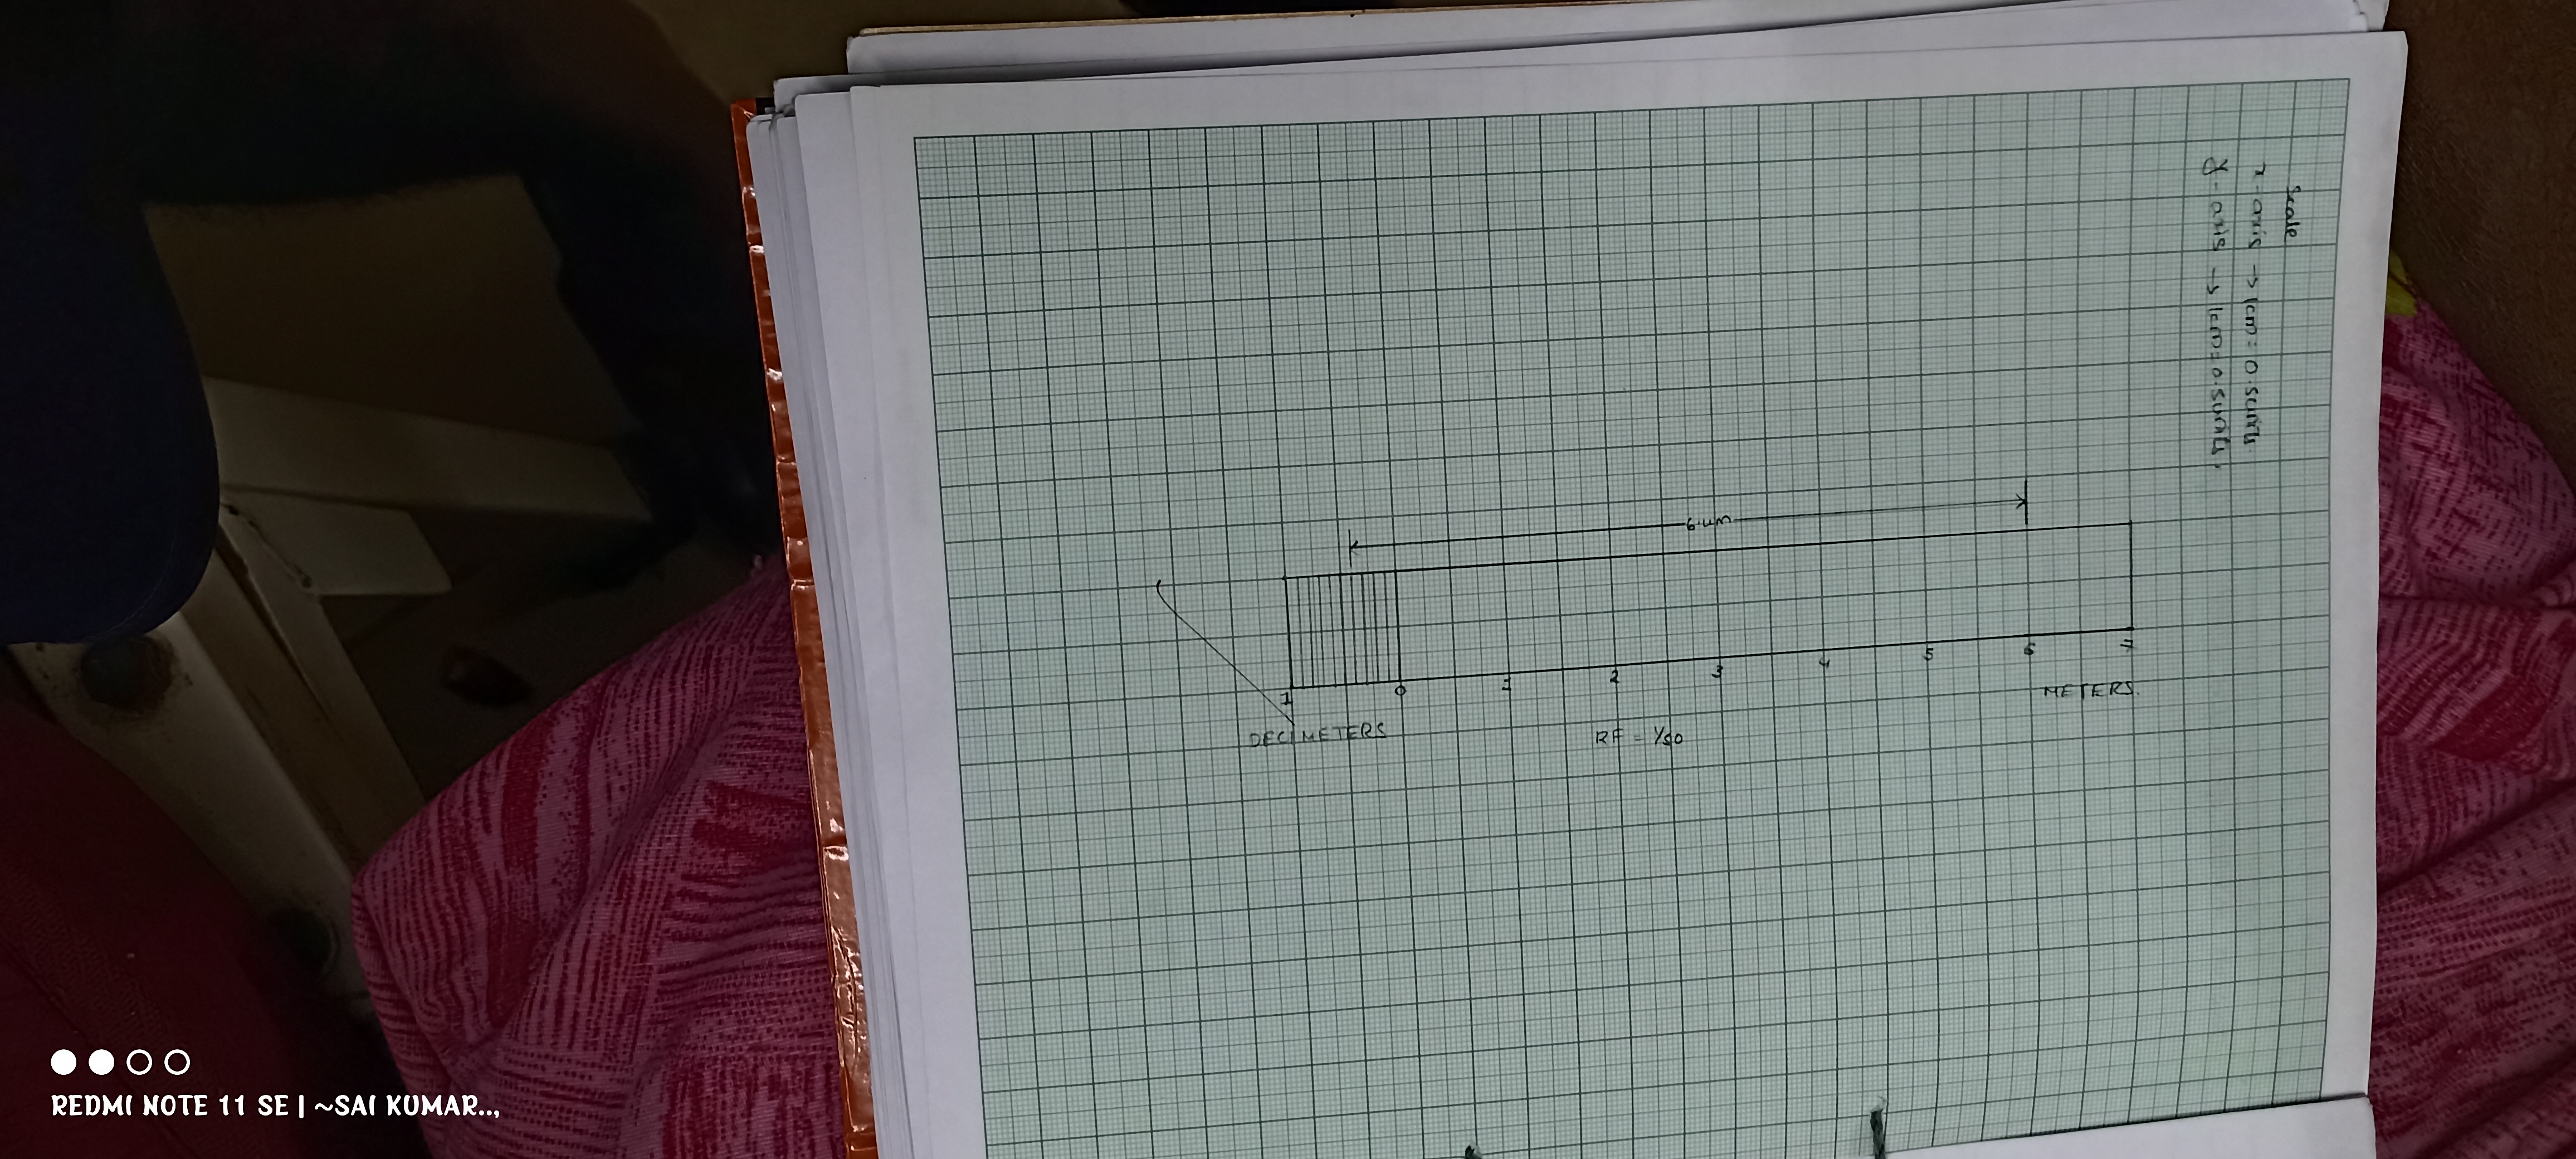 Scale
x-axis → 1cm = 0.5units
y-axis → 1cm = 0.5units.
6.4m
1 0 1 2 3 4 5 6 7
METERS.
DECIMETERS
RF = 1/50
REDMI NOTE 11 SE | ~SAI KUMAR..,